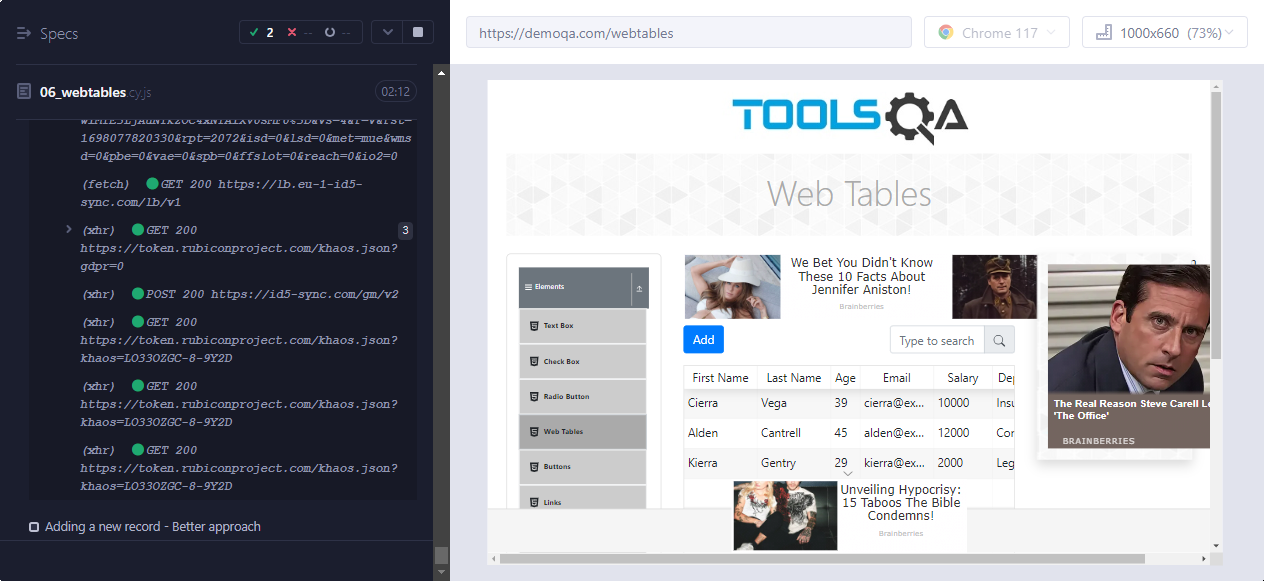 Specs
2
--
--
https://demoqa.com/webtables
Chrome 117
1000x660 (73%)
06_webtables.cy.js
02:12
1698077820330&rpt=2072&isd=0&lsd=0&met=mue&wms
d=0&pbe=0&vae=0&spb=0&ffslot=0&reach=0&io2=0
(fetch) GET 200 https://lb.eu-1-id5-
sync.com/lb/v1
(xhr) GET 200
3
https://token.rubiconproject.com/khaos.json?
gdpr=0
(xhr) POST 200 https://id5-sync.com/gm/v2
(xhr) GET 200
https://token.rubiconproject.com/khaos.json?
khaos=LO33OZGC-8-9Y2D
(xhr) GET 200
https://token.rubiconproject.com/khaos.json?
khaos=LO33OZGC-8-9Y2D
(xhr) GET 200
https://token.rubiconproject.com/khaos.json?
khaos=LO33OZGC-8-9Y2D
Adding a new record - Better approach
TOOLSQA
Web Tables
Elements
Text Box
Check Box
Radio Button
Web Tables
Buttons
Links
We Bet You Didn't Know
These 10 Facts About
Jennifer Aniston!
Brainberries
Add
Type to search
First Name Last Name Age Email Salary Dep
Cierra Vega 39 cierra@ex... 10000 Insu
Alden Cantrell 45 alden@ex... 12000 Con
Kierra Gentry 29 kierra@ex... 2000 Leg
The Real Reason Steve Carell Le
'The Office'
BRAINBERRIES
Unveiling Hypocrisy:
15 Taboos The Bible
Condemns!
Brainberries